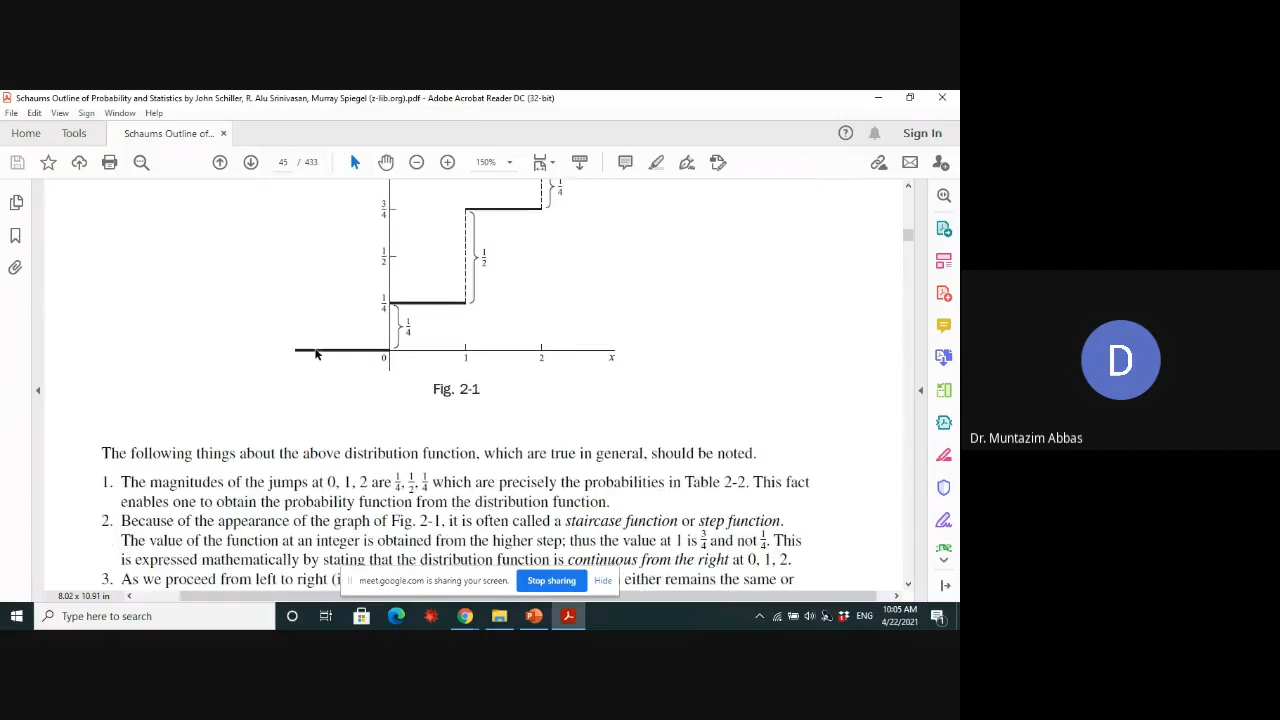 Schaums Outline of Probability and Statistics by John Schiller, R. Alu Srinivasan, Murray Spiegel (z-lib.org).pdf - Adobe Acrobat Reader DC (32-bit)
File Edit View Sign Window Help
Home Tools Schaums Outline of... × Sign In
45 / 433 150%
1/4
3/4
1/2
1/2
1/4
1/4
0 1 2 x
Fig. 2-1
The following things about the above distribution function, which are true in general, should be noted.
1. The magnitudes of the jumps at 0, 1, 2 are 1/4, 1/2, 1/4 which are precisely the probabilities in Table 2-2. This fact
enables one to obtain the probability function from the distribution function.
2. Because of the appearance of the graph of Fig. 2-1, it is often called a staircase function or step function.
The value of the function at an integer is obtained from the higher step; thus the value at 1 is 3/4 and not 1/4. This
is expressed mathematically by stating that the distribution function is continuous from the right at 0, 1, 2.
3. As we proceed from left to right (i either remains the same or
meet.google.com is sharing your screen. Stop sharing Hide
8.02 x 10.91 in
Type here to search
ENG
10:05 AM
4/22/2021
1
D
Dr. Muntazim Abbas